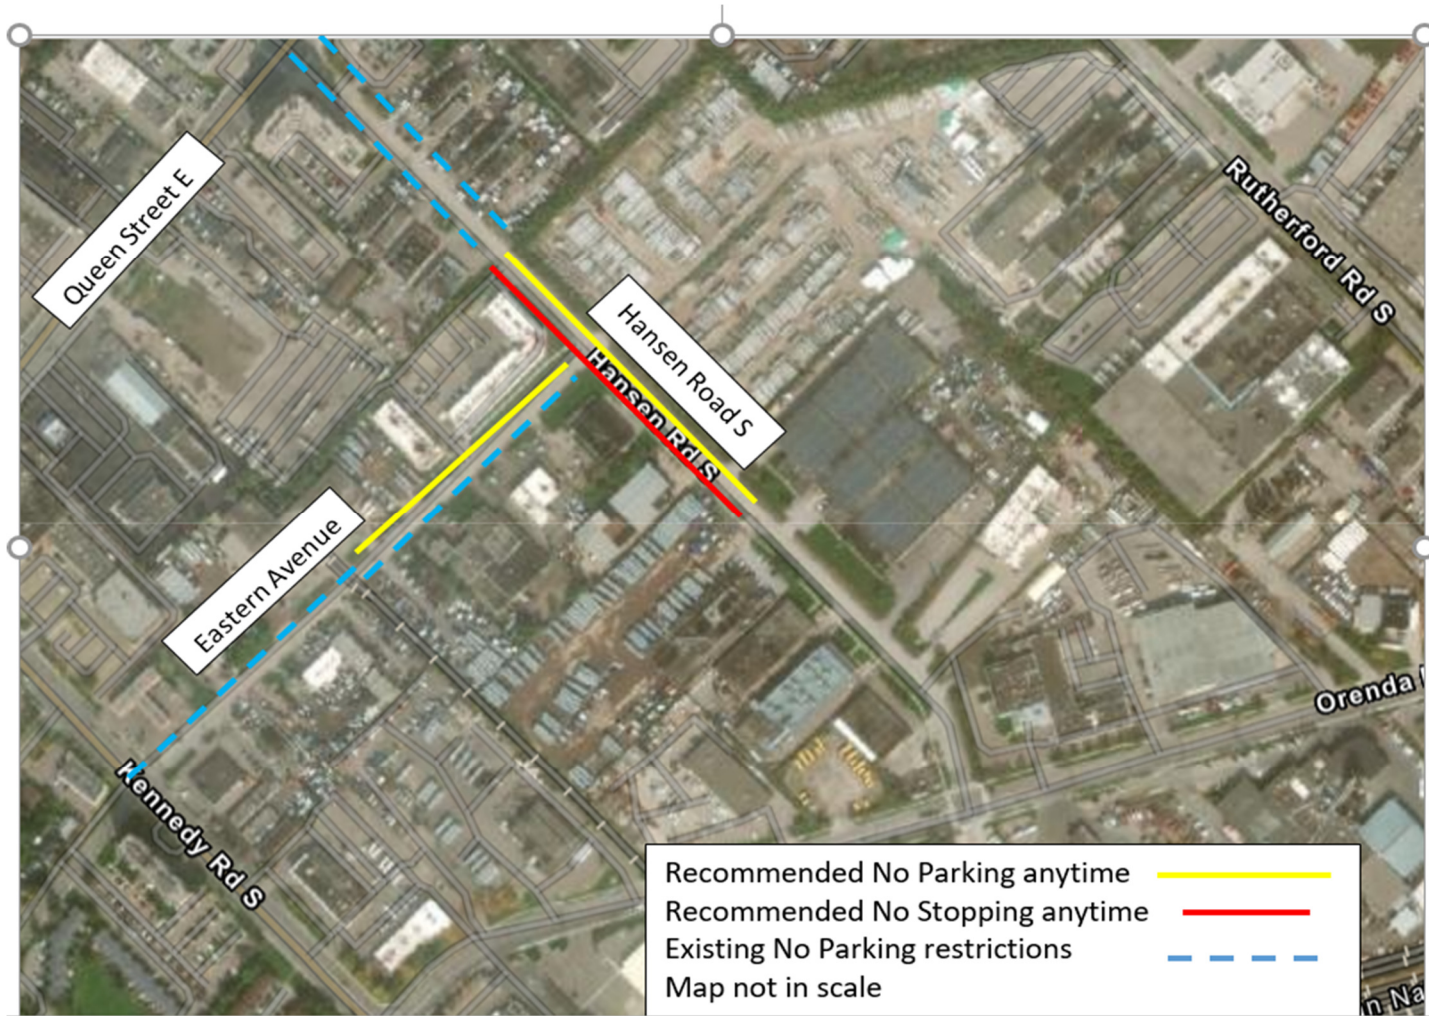 Queen Street E
Rutherford Rd S
Hansen Road S
Hansen Rd S
Eastern Avenue
Orenda
Kennedy Rd S
Recommended No Parking anytime
Recommended No Stopping anytime
Existing No Parking restrictions
Map not in scale